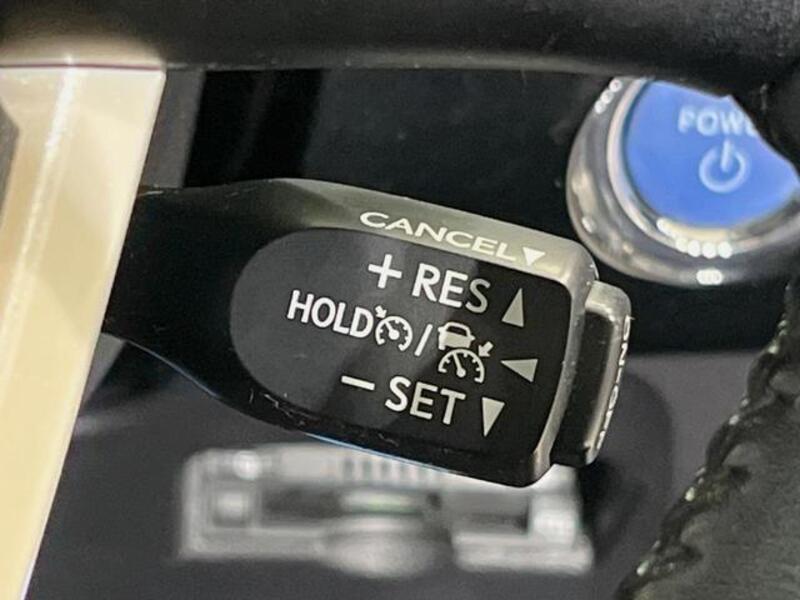 POWE
CANCEL▼
+ RES ▲
HOLD / ◀
− SET ▼